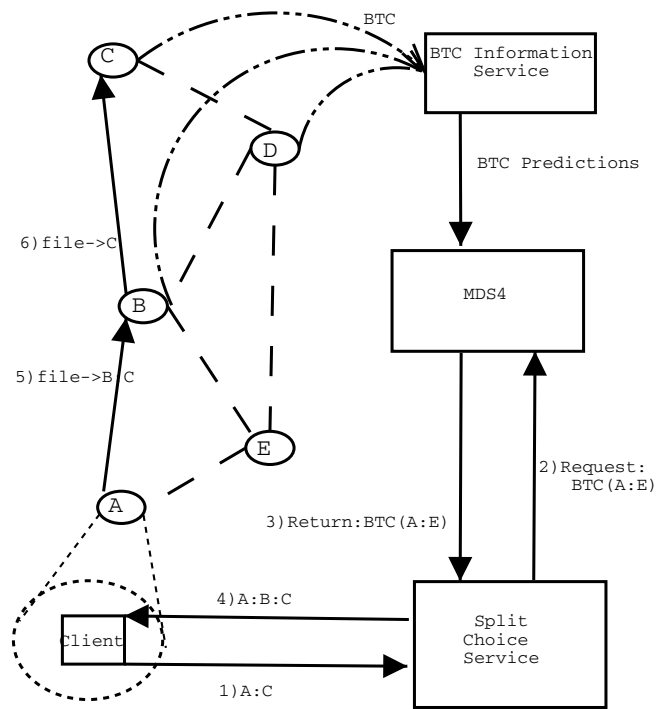 BTC
C
BTC Information
Service
D
BTC Predictions
6)file->C
B
MDS4
5)file->B:C
E
2)Request:
BTC(A:E)
A
3)Return:BTC(A:E)
4)A:B:C
Client
Split
Choice
Service
1)A:C